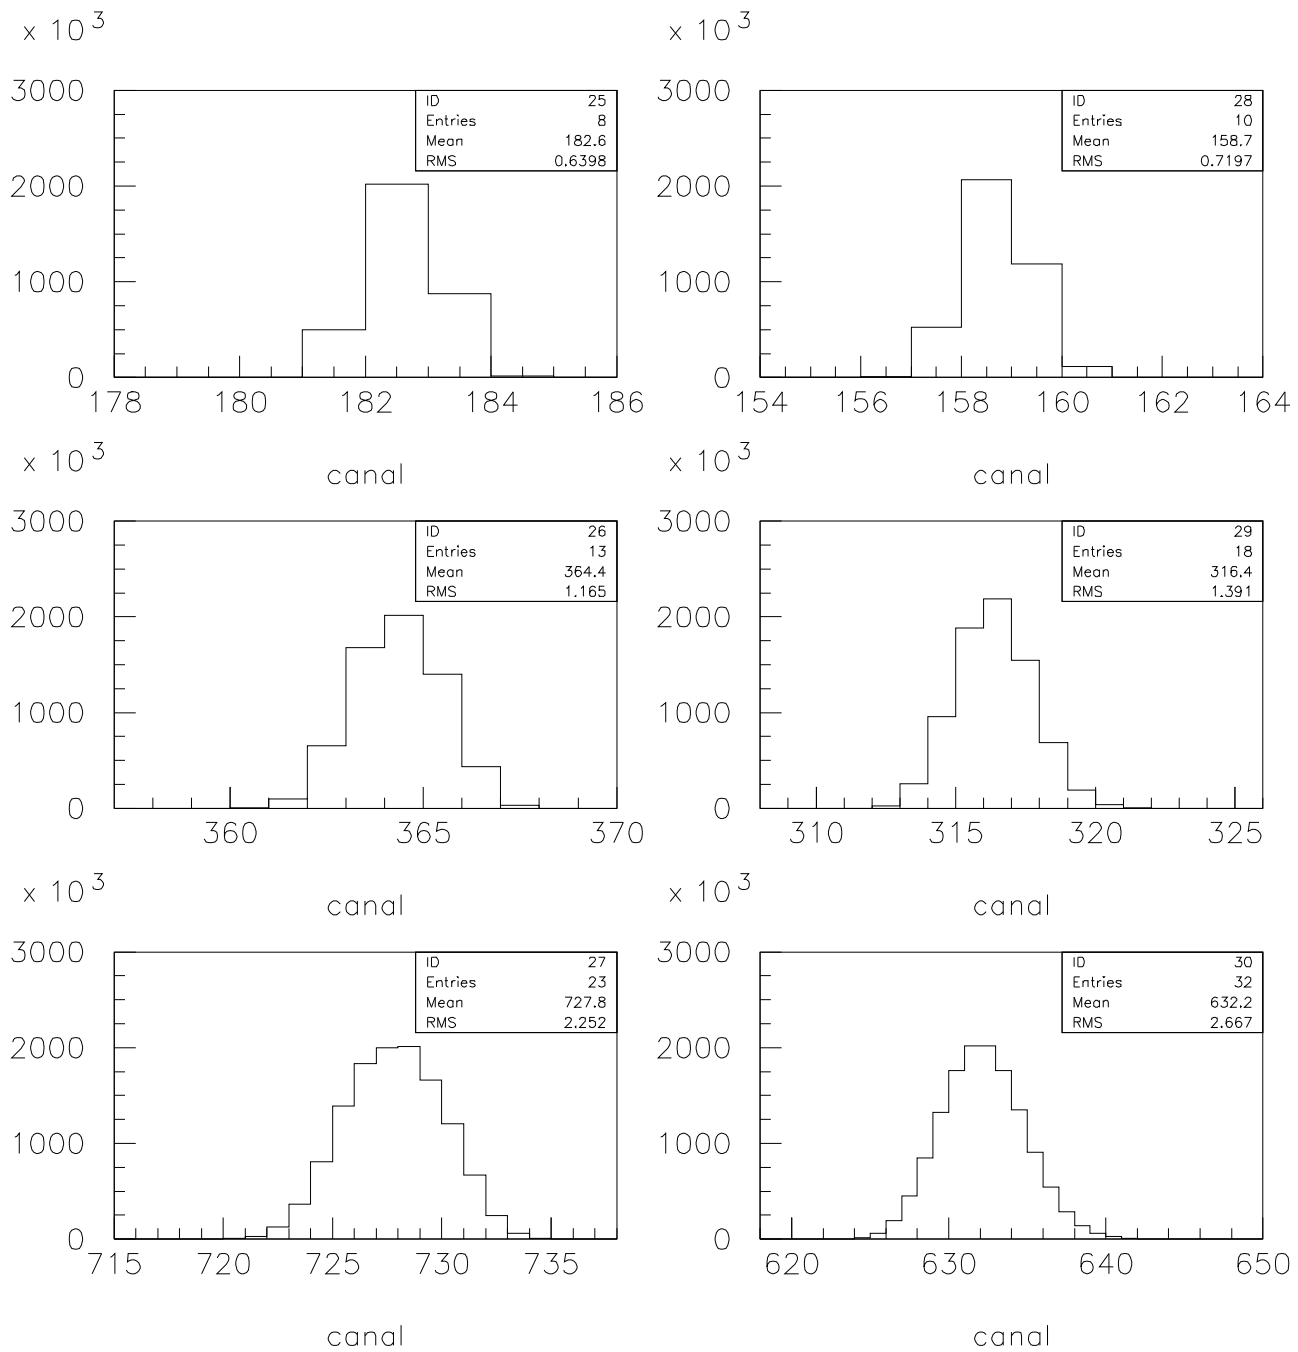 x 10 3
3000
2000
1000
0
178 180 182 184 186
canal
ID 25
Entries 8
Mean 182.6
RMS 0.6398
x 10 3
3000
2000
1000
0
154 156 158 160 162 164
canal
ID 28
Entries 10
Mean 158.7
RMS 0.7197
x 10 3
3000
2000
1000
0
360 365 370
canal
ID 26
Entries 13
Mean 364.4
RMS 1.165
x 10 3
3000
2000
1000
0
310 315 320 325
canal
ID 29
Entries 18
Mean 316.4
RMS 1.391
x 10 3
3000
2000
1000
0
715 720 725 730 735
canal
ID 27
Entries 23
Mean 727.8
RMS 2.252
x 10 3
3000
2000
1000
0
620 630 640 650
canal
ID 30
Entries 32
Mean 632.2
RMS 2.667